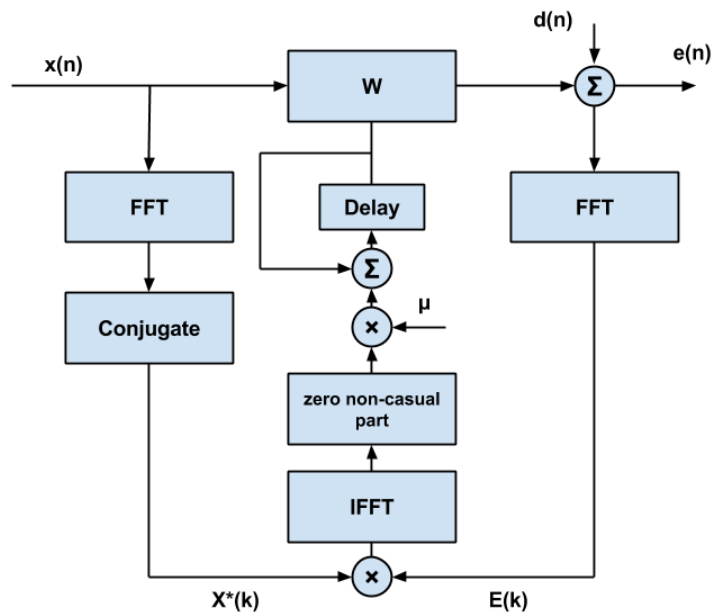 d(n)
x(n)
e(n)
W
Σ
FFT
Delay
FFT
Σ
Conjugate
μ
×
zero non-casual
part
IFFT
×
X*(k)
E(k)